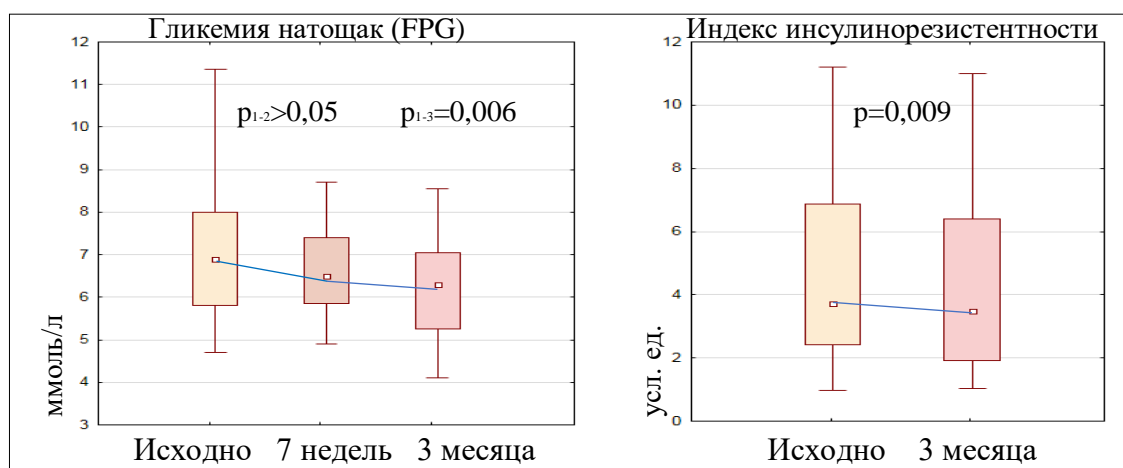 Гликемия натощак (FPG)
12
11
10
9
8
7
6
5
4
3
ммоль/л
p1-2>0,05 p1-3=0,006
Исходно 7 недель 3 месяца
Индекс инсулинорезистентности
12
10
8
6
4
2
0
усл. ед.
p=0,009
Исходно 3 месяца